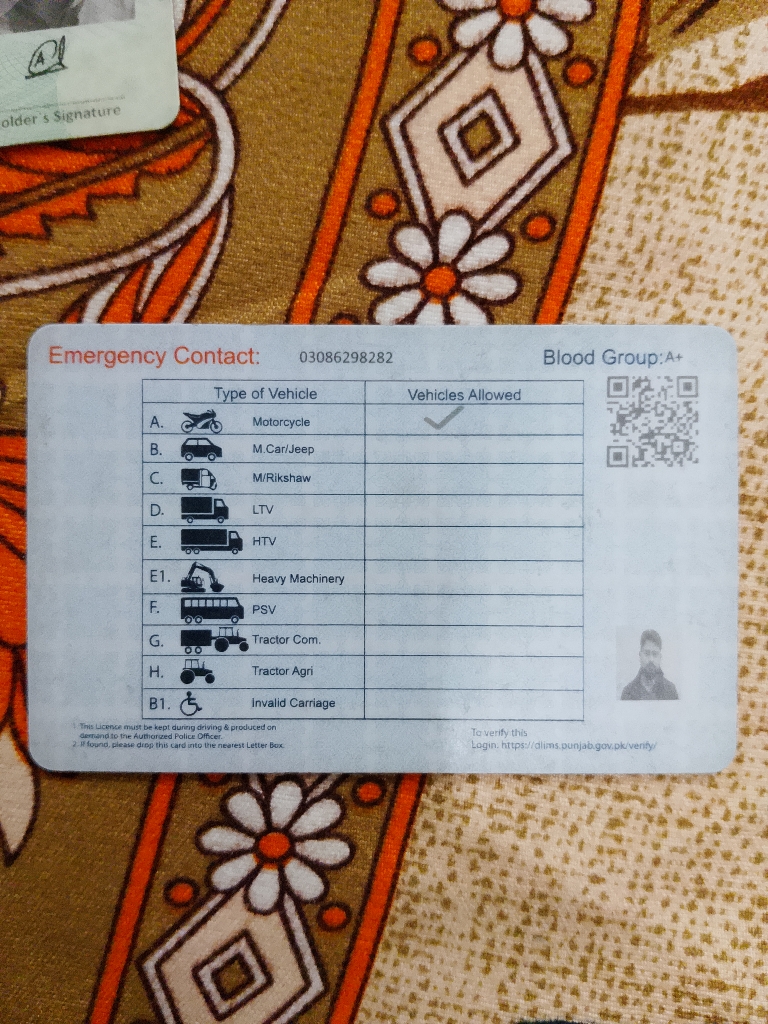 older's Signature
Emergency Contact: 03086298282 Blood Group:A+
Type of Vehicle Vehicles Allowed
A. Motorcycle
B. M.Car/Jeep
C. M/Rikshaw
D. LTV
E. HTV
E1. Heavy Machinery
F. PSV
G. Tractor Com.
H. Tractor Agri
B1. Invalid Carriage
1. This License must be kept during driving & produced on
demand to the Authorized Police Officer.
2. If found, please drop this card into the nearest Letter Box.
To verify this
Login. https://dlims.punjab.gov.pk/verify/